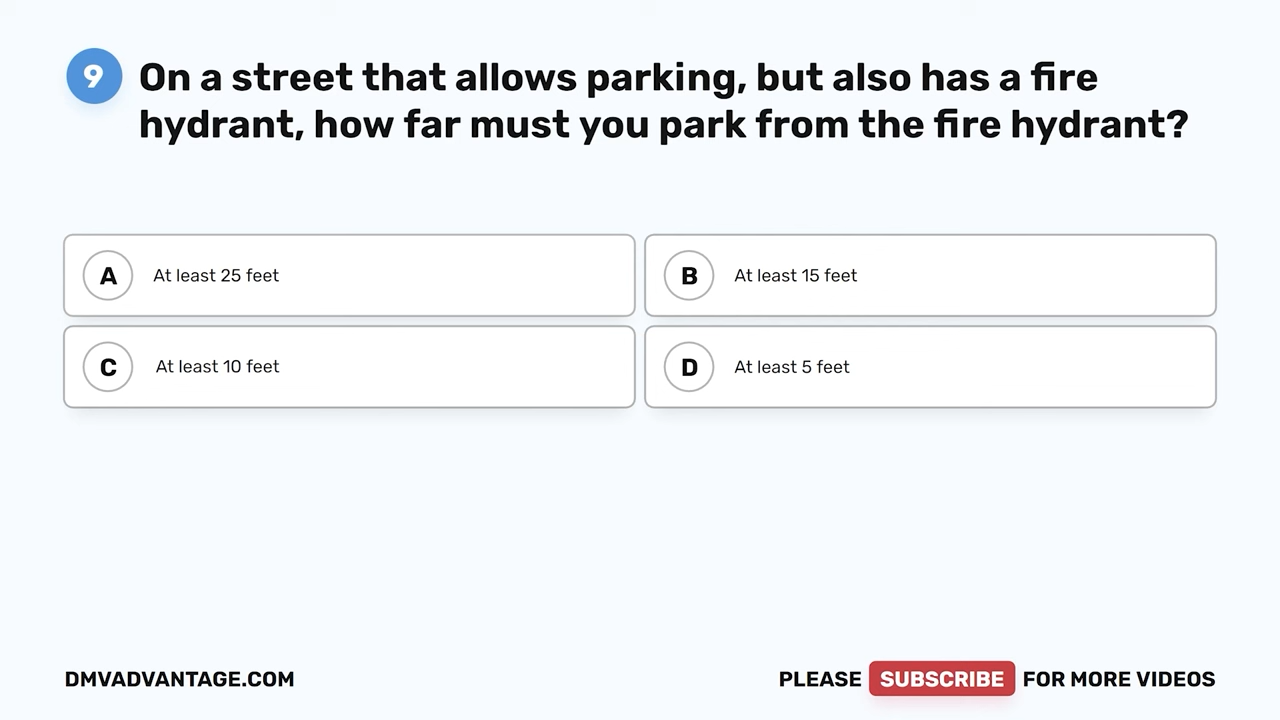 9 On a street that allows parking, but also has a fire
hydrant, how far must you park from the fire hydrant?
A At least 25 feet
B At least 15 feet
C At least 10 feet
D At least 5 feet
DMVADVANTAGE.COM
PLEASE SUBSCRIBE FOR MORE VIDEOS